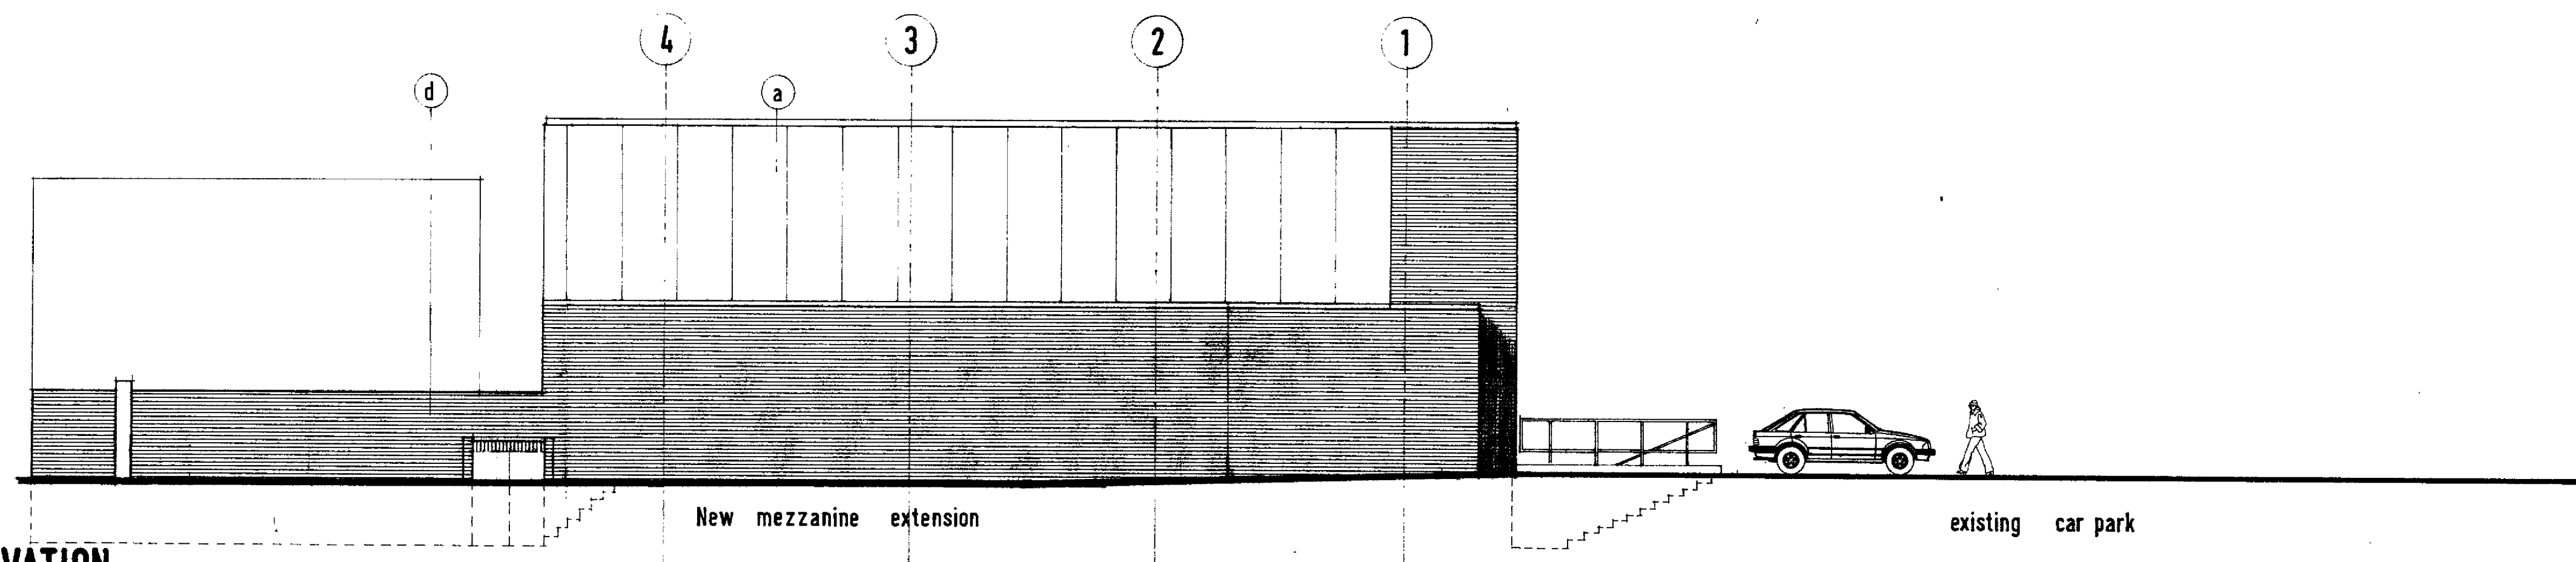 4 3 2 1
d a
New mezzanine extension
existing car park
VATION